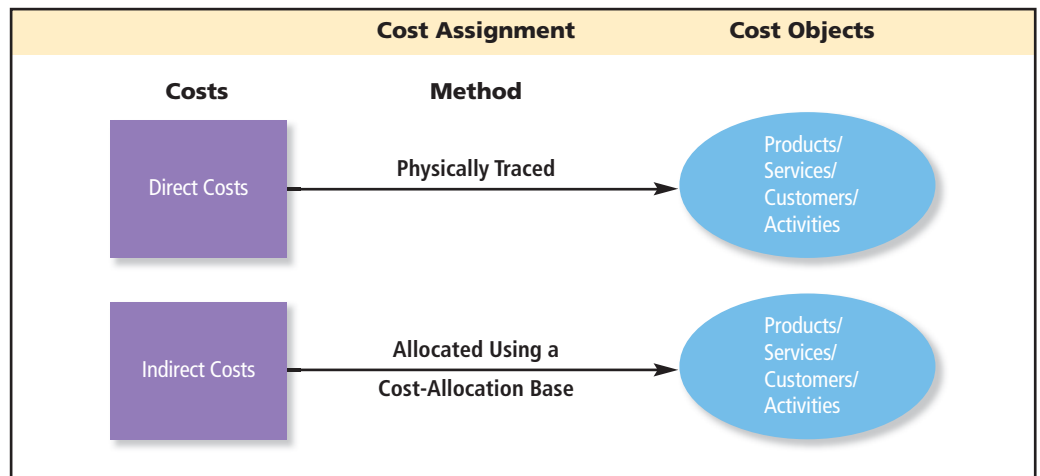 Cost Assignment
Cost Objects
Costs
Method
Direct Costs
Physically Traced
Products/
Services/
Customers/
Activities
Indirect Costs
Allocated Using a
Cost-Allocation Base
Products/
Services/
Customers/
Activities